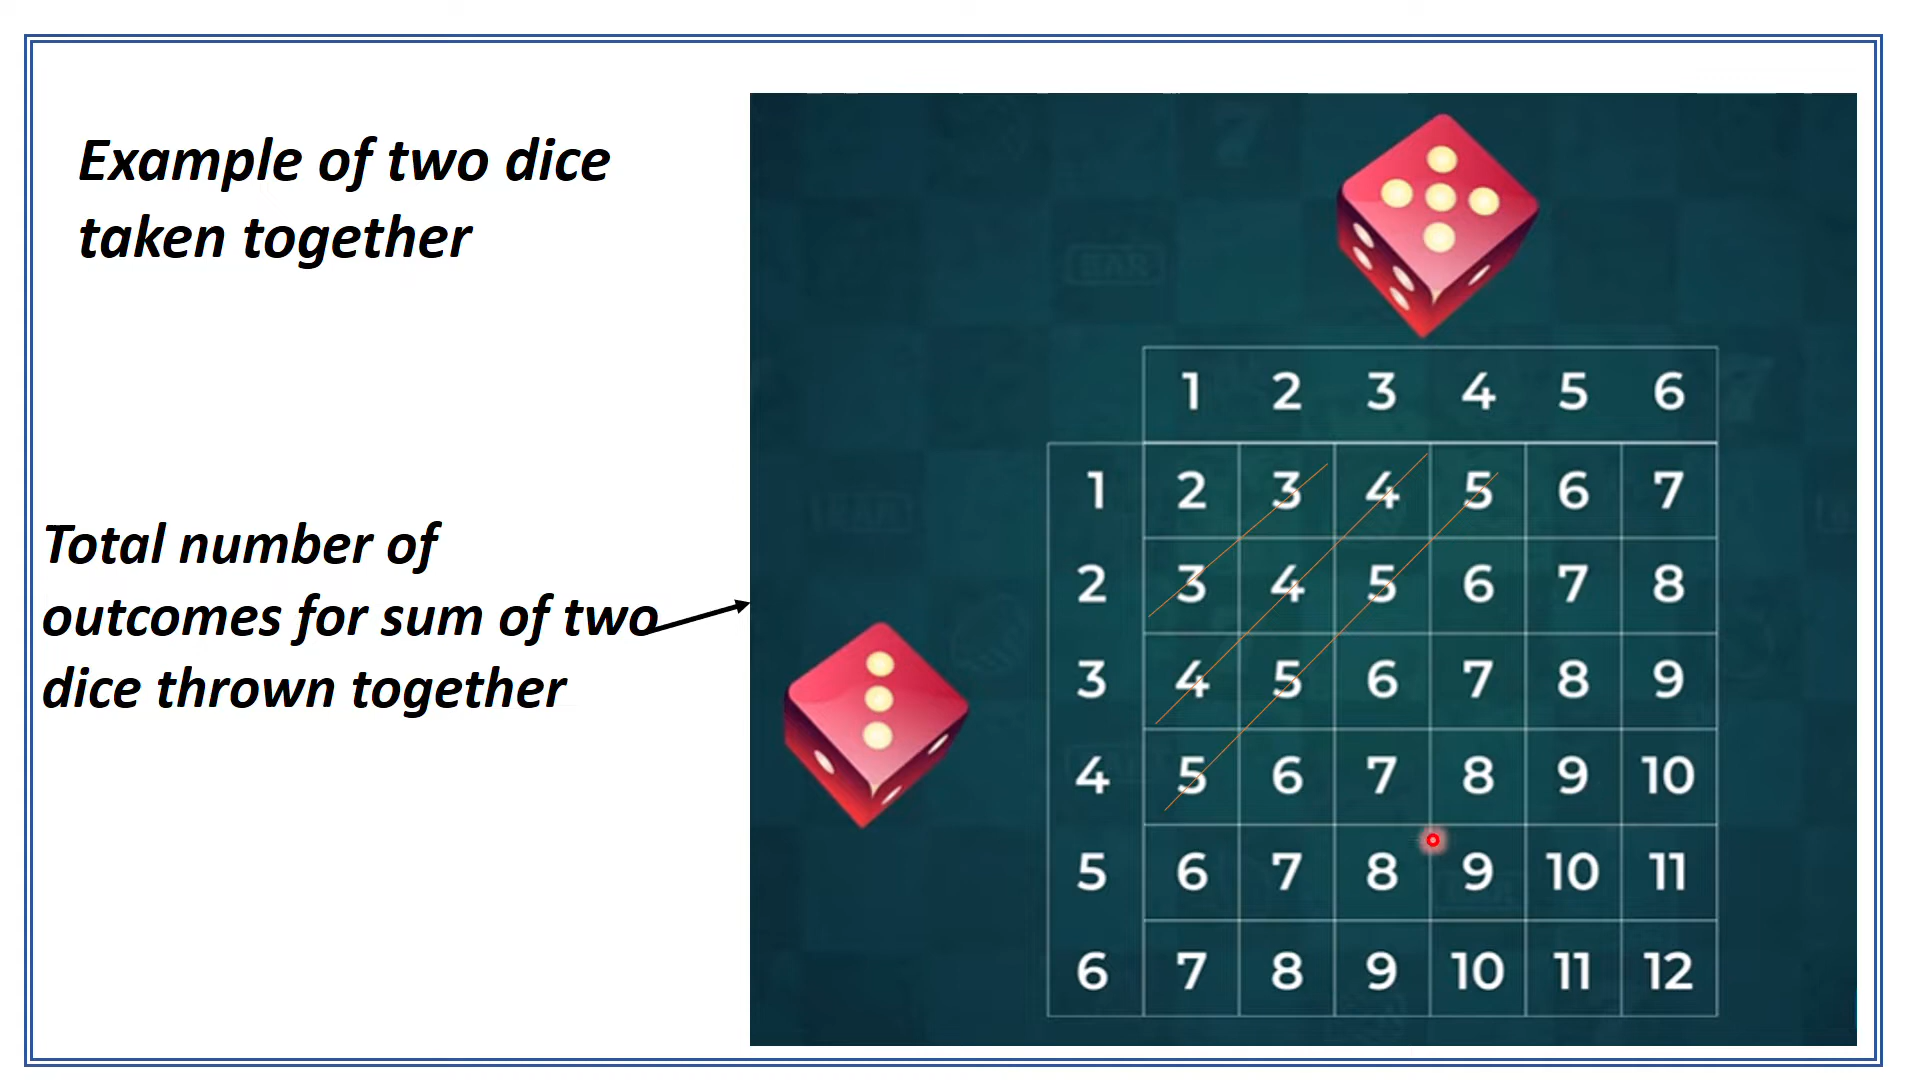 Example of two dice
taken together
Total number of
outcomes for sum of two
dice thrown together
1 2 3 4 5 6
1 2 3 4 5 6 7
2 3 4 5 6 7 8
3 4 5 6 7 8 9
4 5 6 7 8 9 10
5 6 7 8 9 10 11
6 7 8 9 10 11 12